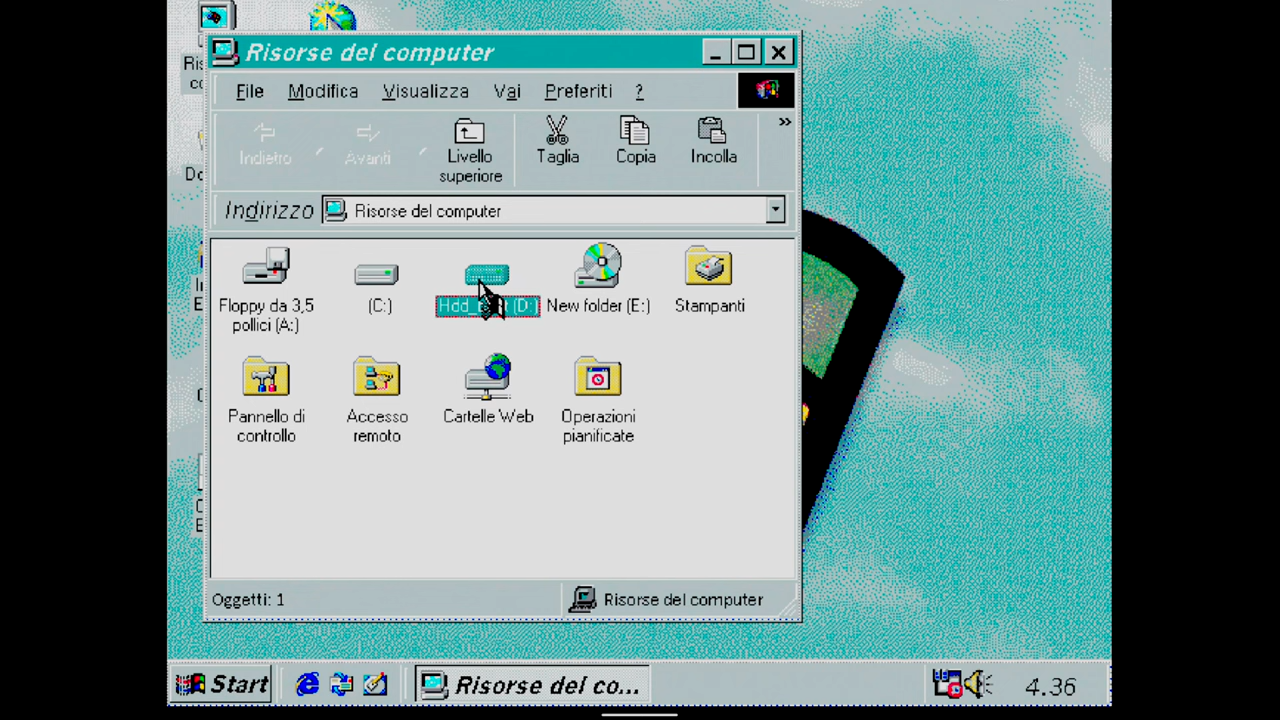 Risorse del computer
File Modifica Visualizza Vai Preferiti ?
Indietro Avanti Livello superiore Taglia Copia Incolla »
Indirizzo Risorse del computer
Floppy da 3,5 pollici (A:)
(C:)
(D:)
New folder (E:)
Stampanti
Pannello di controllo
Accesso remoto
Cartelle Web
Operazioni pianificate
Oggetti: 1 Risorse del computer
Start Risorse del co... 4.36